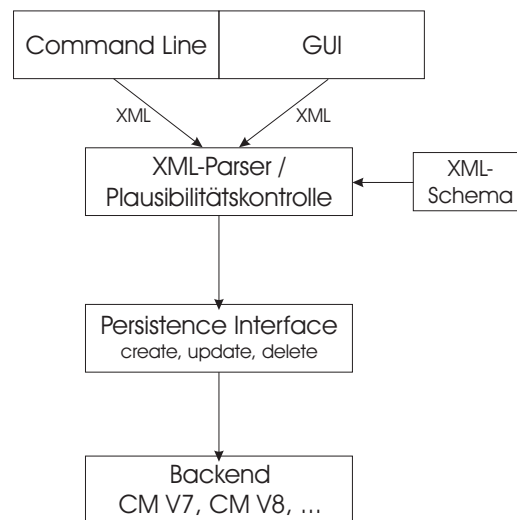 Command Line
GUI
XML
XML
XML-Parser /
Plausibilitätskontrolle
XML-
Schema
Persistence Interface
create, update, delete
Backend
CM V7, CM V8, ...